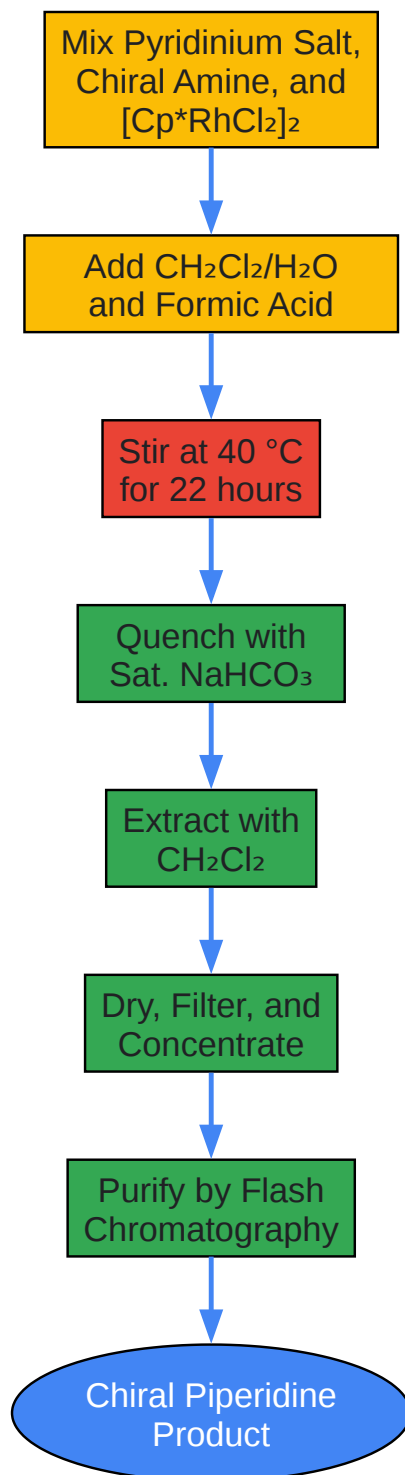 Mix Pyridinium Salt,
Chiral Amine, and
[Cp*RhCl₂]₂
Add CH₂Cl₂/H₂O
and Formic Acid
Stir at 40 °C
for 22 hours
Quench with
Sat. NaHCO₃
Extract with
CH₂Cl₂
Dry, Filter, and
Concentrate
Purify by Flash
Chromatography
Chiral Piperidine
Product